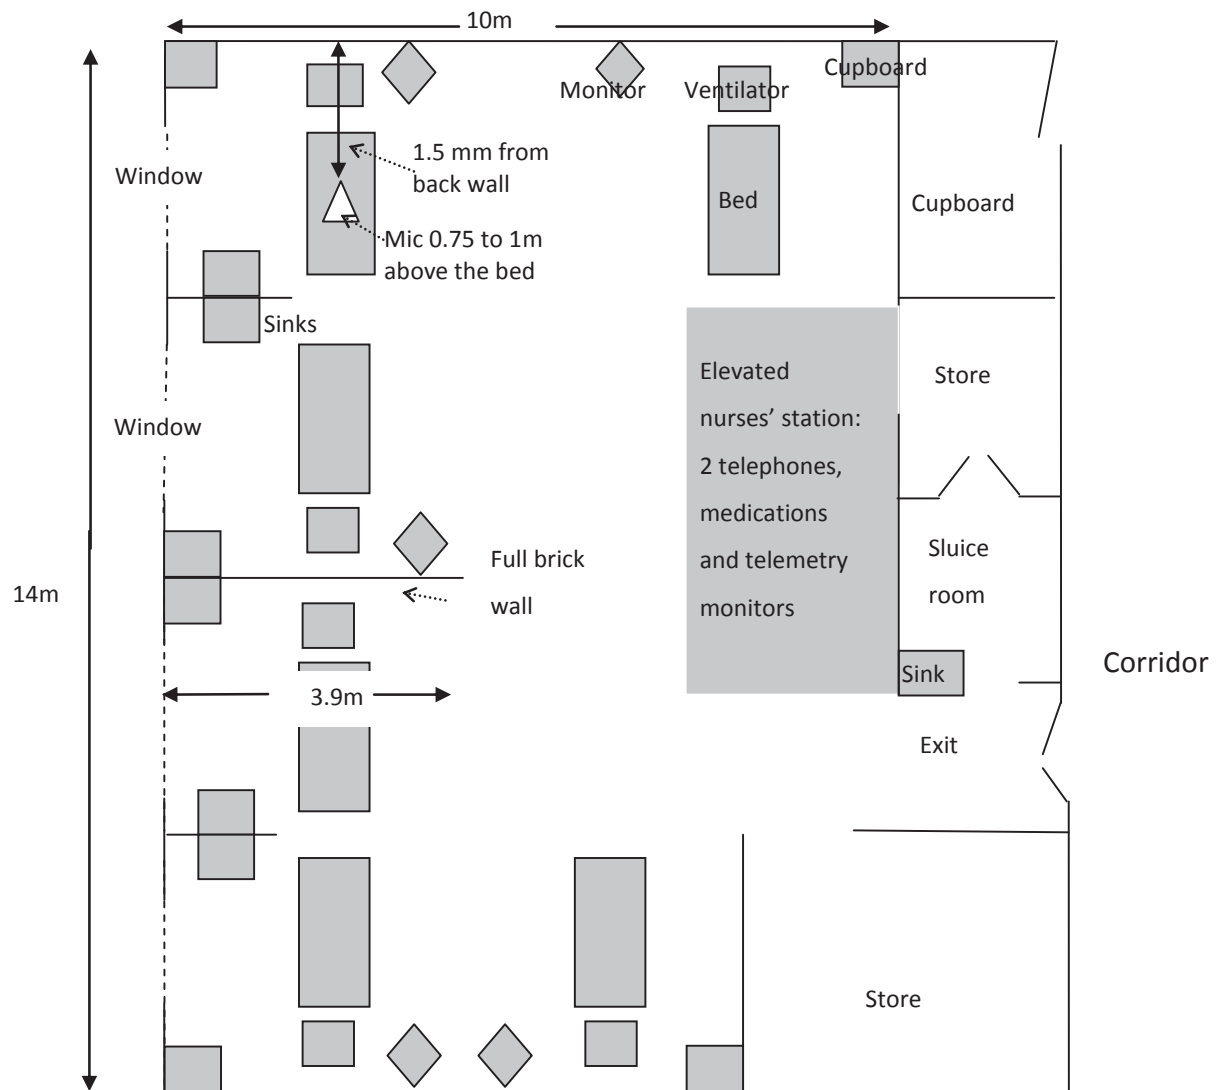 10m
Cupboard
Monitor
Ventilator
1.5 mm from
back wall
Window
Bed
Cupboard
Mic 0.75 to 1m
above the bed
Sinks
Elevated
nurses’ station:
2 telephones,
medications
and telemetry
monitors
Store
Window
Full brick
wall
Sluice
room
14m
Corridor
Sink
3.9m
Exit
Store